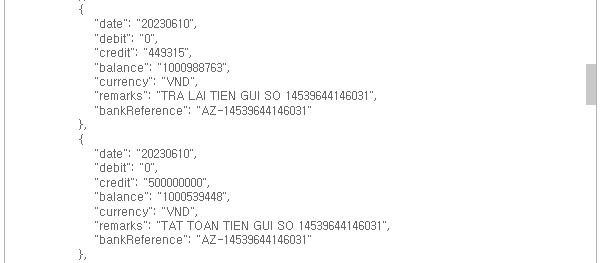 {
"date": "20230610",
"debit": "0",
"credit": "449315",
"balance": "1000988763",
"currency": "VND",
"remarks": "TRA LAI TIEN GUI SO 14539644146031",
"bankReference": "AZ-14539644146031"
},
{
"date": "20230610",
"debit": "0",
"credit": "500000000",
"balance": "1000539448",
"currency": "VND",
"remarks": "TAT TOAN TIEN GUI SO 14539644146031",
"bankReference": "AZ-14539644146031"
},